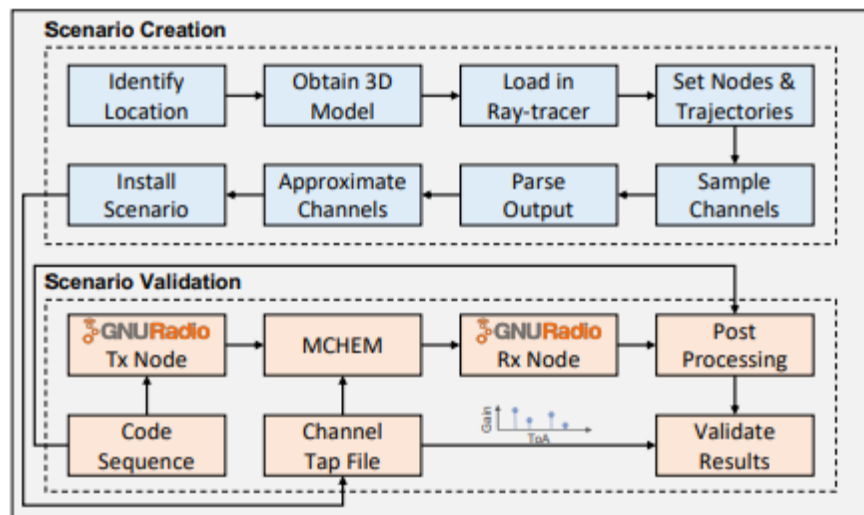 Scenario Creation
Identify
Location
Obtain 3D
Model
Load in
Ray-tracer
Set Nodes &
Trajectories
Install
Scenario
Approximate
Channels
Parse
Output
Sample
Channels
Scenario Validation
GNURadio
Tx Node
MCHEM
GNURadio
Rx Node
Post
Processing
Code
Sequence
Channel
Tap File
Gain
ToA
Validate
Results